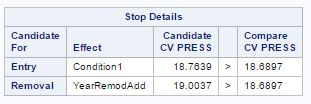 Stop Details
Candidate For Effect Candidate CV PRESS Compare CV PRESS
Entry Condition1 18.7639 > 18.6897
Removal YearRemodAdd 19.0037 > 18.6897